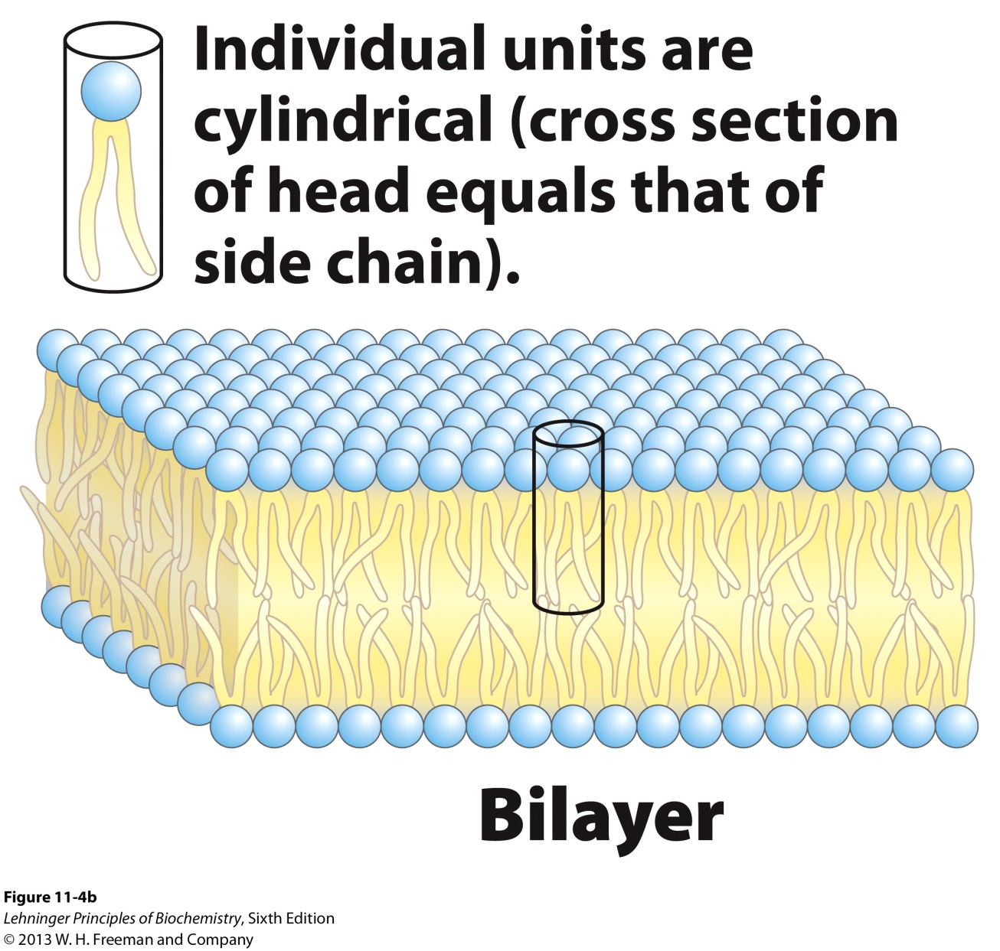 Individual units are
cylindrical (cross section
of head equals that of
side chain).
Bilayer
Figure 11-4b
Lehninger Principles of Biochemistry, Sixth Edition
© 2013 W. H. Freeman and Company